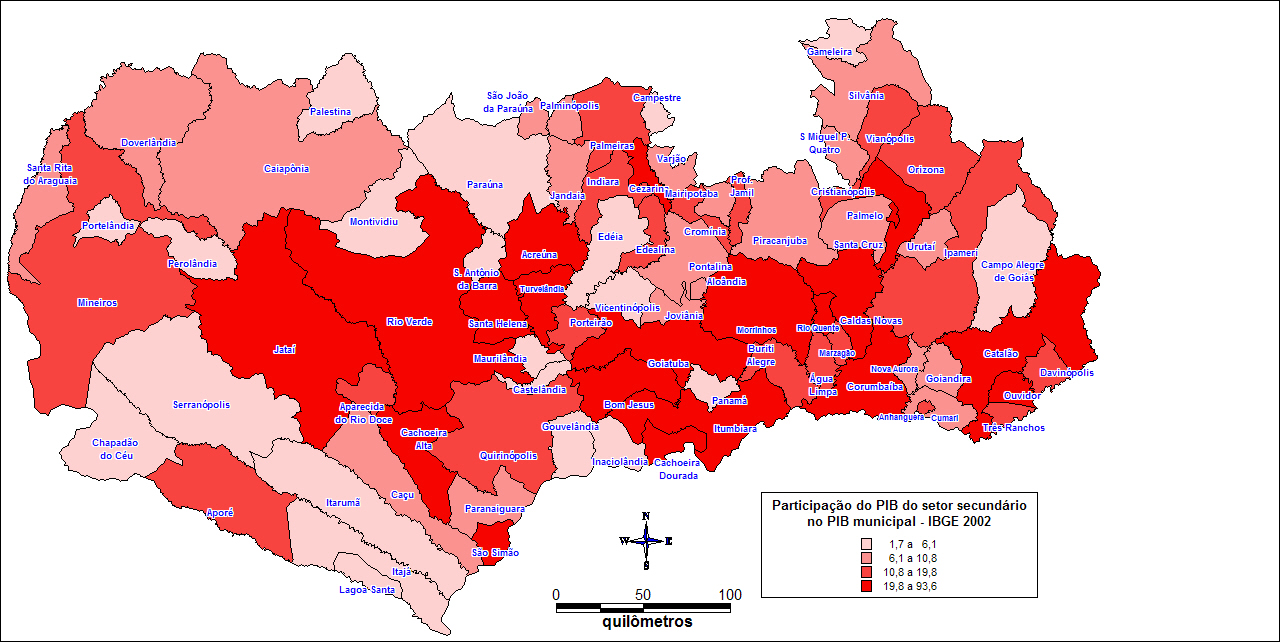 Gameleira
São João
da Paraúna
Palminópolis
Campestre
Silvânia
Palestina
Doverlândia
S Miguel P.
Quatro
Vianópolis
Palmeiras
Varjão
Santa Rita
do Araguaia
Caiapônia
Orizona
Paraúna
Indiara
Cezarina
Prof.
Jamil
Mairipotaba
Cristianópolis
Jandaia
Portelândia
Montividiu
Palmelo
Edéia
Cromínia
Piracanjuba
Santa Cruz
Urutaí
Ipameri
Edealina
Acreúna
Perolândia
Pontalina
Campo Alegre
de Goiás
S. Antônio
da Barra
Aloândia
Turvelândia
Mineiros
Vicentinópolis
Joviânia
Rio Verde
Santa Helena
Porteirão
Morrinhos
Rio Quente
Caldas Novas
Jataí
Maurilândia
Goiatuba
Buriti
Alegre
Marzagão
Catalão
Nova Aurora
Davinópolis
Água
Limpa
Corumbaíba
Goiandira
Castelândia
Ouvidor
Serranópolis
Aparecida
do Rio Doce
Bom Jesus
Panamá
Anhanguera
Cumari
Três Ranchos
Gouvelândia
Itumbiara
Cachoeira
Alta
Chapadão
do Céu
Quirinópolis
Inaciolândia
Cachoeira
Dourada
Caçu
Itarumã
Aporé
Paranaiguara
São Simão
Itajá
Lagoa Santa
N
W
E
S
0 50 100
quilômetros
Participação do PIB do setor secundário
no PIB municipal - IBGE 2002
1,7 a 6,1
6,1 a 10,8
10,8 a 19,8
19,8 a 93,6